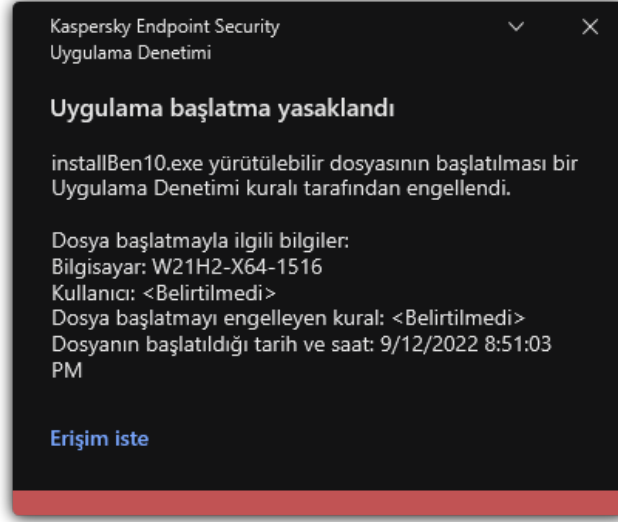 Kaspersky Endpoint Security
Uygulama Denetimi
Uygulama başlatma yasaklandı
installBen10.exe yürütülebilir dosyasının başlatılması bir
Uygulama Denetimi kuralı tarafından engellendi.
Dosya başlatmayla ilgili bilgiler:
Bilgisayar: W21H2-X64-1516
Kullanıcı: <Belirtilmedi>
Dosya başlatmayı engelleyen kural: <Belirtilmedi>
Dosyanın başlatıldığı tarih ve saat: 9/12/2022 8:51:03
PM
Erişim iste